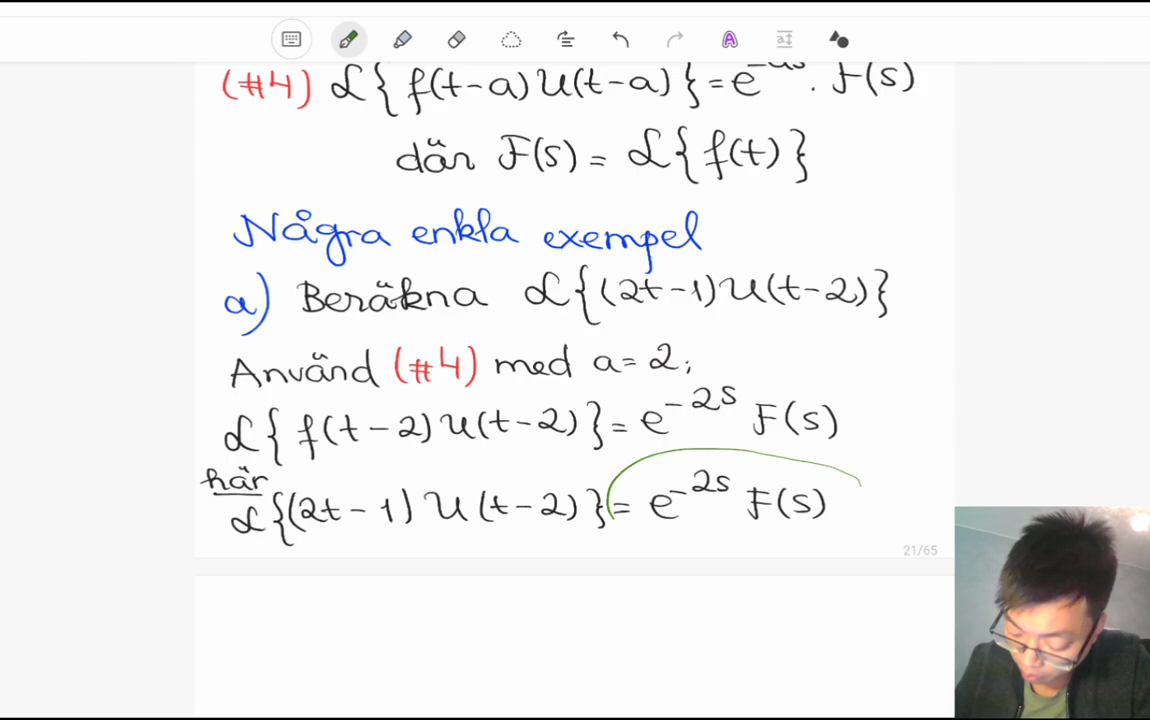 (#4) ℒ{f(t-a)U(t-a)} = e^-as · F(s)
där F(s) = ℒ{f(t)}
Några enkla exempel
a) Beräkna ℒ{(2t-1)U(t-2)}
Använd (#4) med a=2;
ℒ{f(t-2)U(t-2)} = e^-2s F(s)
här
ℒ{(2t-1)U(t-2)} = e^-2s F(s)
21/65